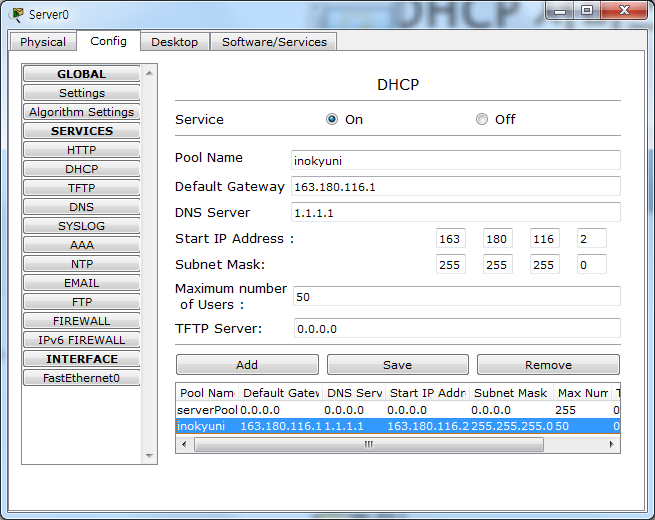 Server0
Physical Config Desktop Software/Services
GLOBAL
Settings
Algorithm Settings
SERVICES
HTTP
DHCP
TFTP
DNS
SYSLOG
AAA
NTP
EMAIL
FTP
FIREWALL
IPv6 FIREWALL
INTERFACE
FastEthernet0
DHCP
Service On Off
Pool Name inokyuni
Default Gateway 163.180.116.1
DNS Server 1.1.1.1
Start IP Address : 163 180 116 2
Subnet Mask: 255 255 255 0
Maximum number
of Users : 50
TFTP Server: 0.0.0.0
Add Save Remove
Pool Name Default Gatew DNS Serv Start IP Addr Subnet Mask Max Num T
serverPool 0.0.0.0 0.0.0.0 0.0.0.0 0.0.0.0 255 0
inokyuni 163.180.116.1 1.1.1.1 163.180.116.2 255.255.255.0 50 0